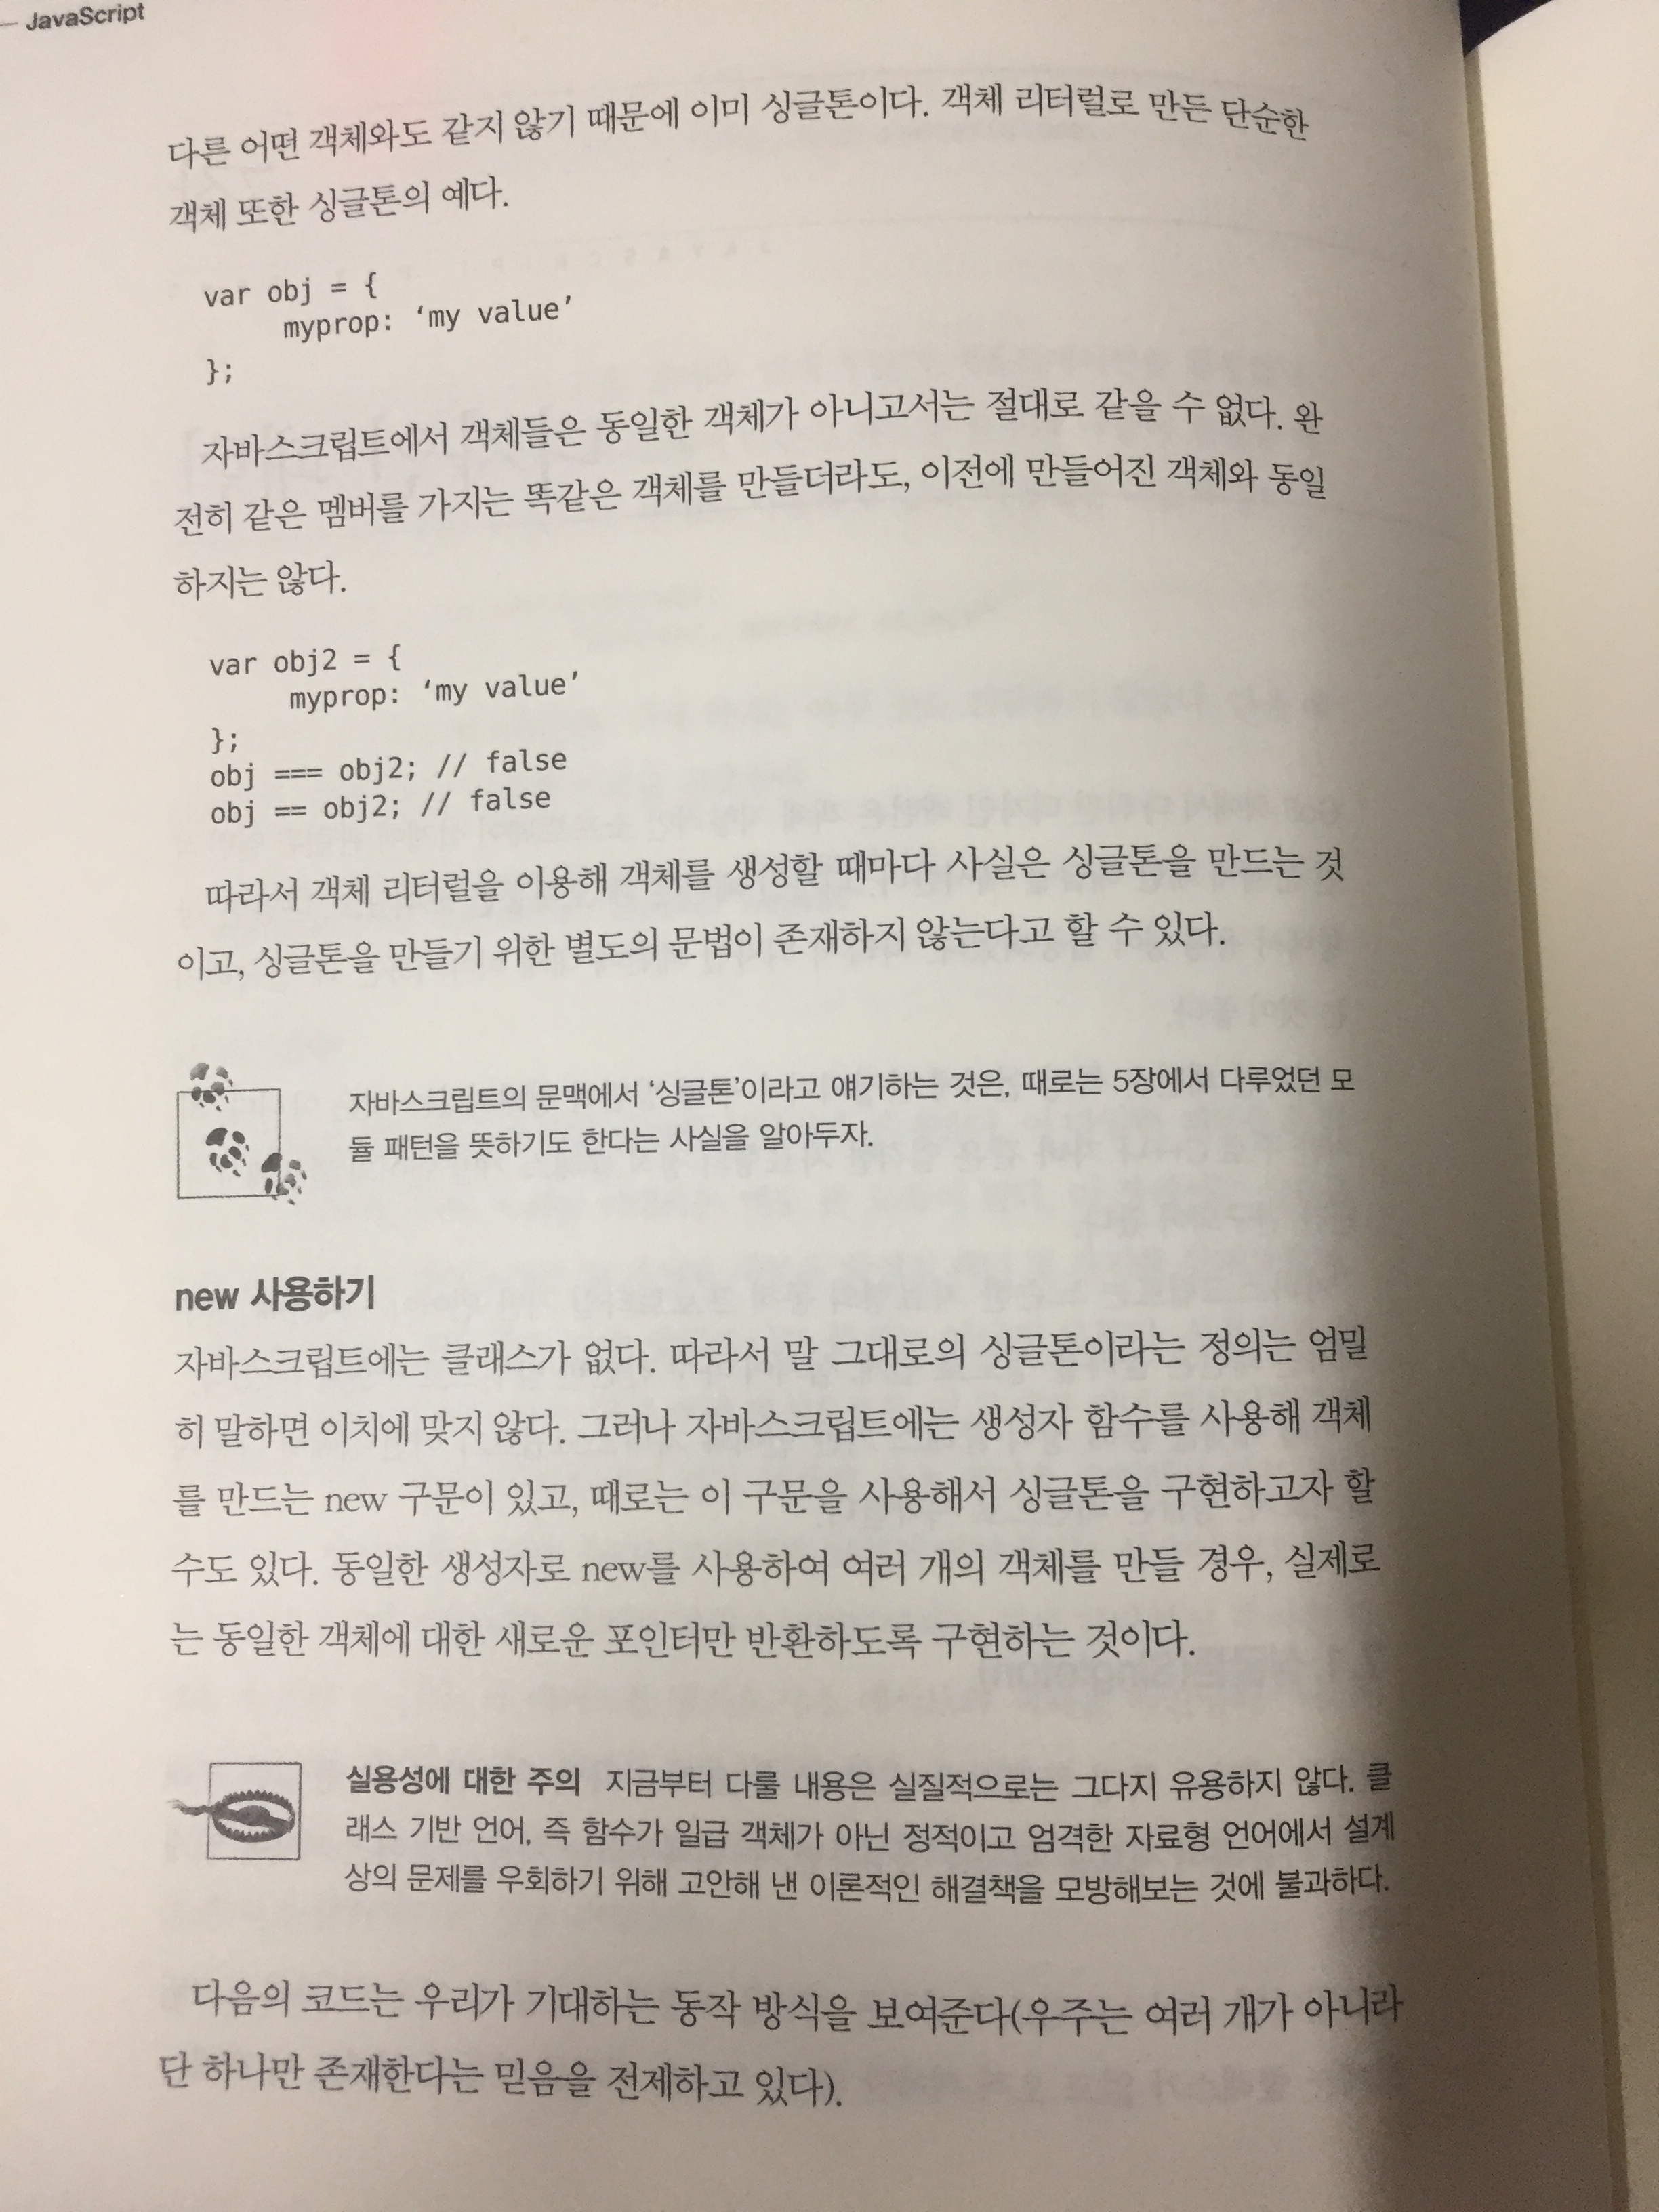 — JavaScript
다른 어떤 객체와도 같지 않기 때문에 이미 싱글톤이다. 객체 리터럴로 만든 단순한
객체 또한 싱글톤의 예다.
var obj = {
myprop: ‘my value’
};
자바스크립트에서 객체들은 동일한 객체가 아니고서는 절대로 같을 수 없다. 완
전히 같은 멤버를 가지는 똑같은 객체를 만들더라도, 이전에 만들어진 객체와 동일
하지는 않다.
var obj2 = {
myprop: ‘my value’
};
obj === obj2; // false
obj == obj2; // false
따라서 객체 리터럴을 이용해 객체를 생성할 때마다 사실은 싱글톤을 만드는 것
이고, 싱글톤을 만들기 위한 별도의 문법이 존재하지 않는다고 할 수 있다.
자바스크립트의 문맥에서 ‘싱글톤’이라고 얘기하는 것은, 때로는 5장에서 다루었던 모
듈 패턴을 뜻하기도 한다는 사실을 알아두자.
new 사용하기
자바스크립트에는 클래스가 없다. 따라서 말 그대로의 싱글톤이라는 정의는 엄밀
히 말하면 이치에 맞지 않다. 그러나 자바스크립트에는 생성자 함수를 사용해 객체
를 만드는 new 구문이 있고, 때로는 이 구문을 사용해서 싱글톤을 구현하고자 할
수도 있다. 동일한 생성자로 new를 사용하여 여러 개의 객체를 만들 경우, 실제로
는 동일한 객체에 대한 새로운 포인터만 반환하도록 구현하는 것이다.
실용성에 대한 주의 지금부터 다룰 내용은 실질적으로는 그다지 유용하지 않다. 클
래스 기반 언어, 즉 함수가 일급 객체가 아닌 정적이고 엄격한 자료형 언어에서 설계
상의 문제를 우회하기 위해 고안해 낸 이론적인 해결책을 모방해보는 것에 불과하다.
다음의 코드는 우리가 기대하는 동작 방식을 보여준다(우주는 여러 개가 아니라
단 하나만 존재한다는 믿음을 전제하고 있다).